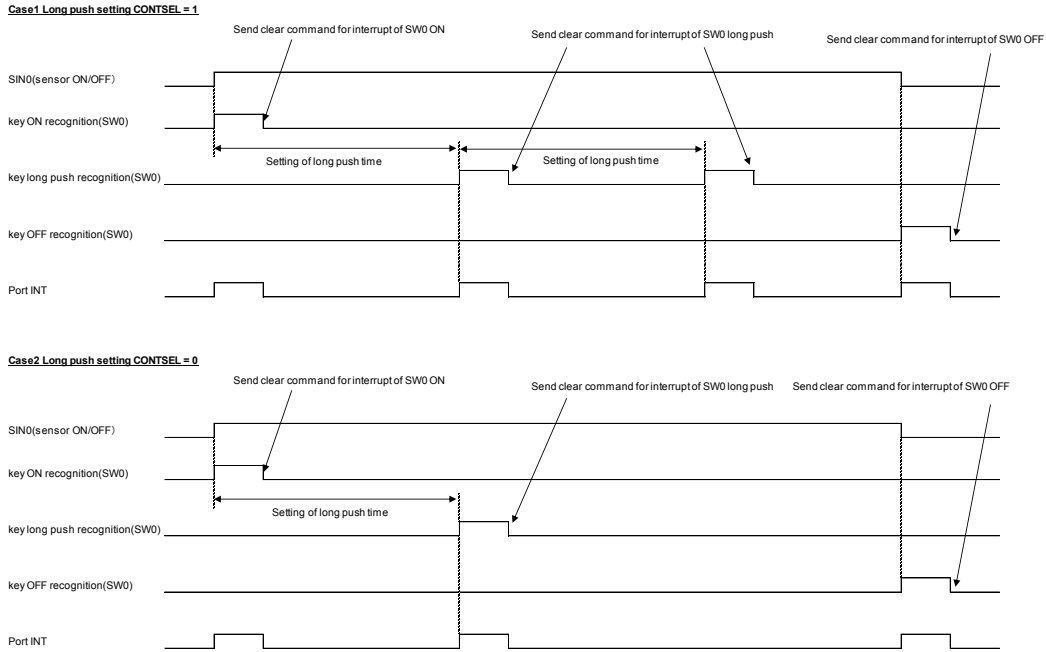 Case1 Long push setting CONTSEL = 1
Send clear command for interrupt of SW0 ON
Send clear command for interrupt of SW0 long push
Send clear command for interrupt of SW0 OFF
SIN0(sensor ON/OFF)
key ON recognition(SW0)
Setting of long push time
Setting of long push time
key long push recognition(SW0)
key OFF recognition(SW0)
Port INT
Case2 Long push setting CONTSEL = 0
Send clear command for interrupt of SW0 ON
Send clear command for interrupt of SW0 long push
Send clear command for interrupt of SW0 OFF
SIN0(sensor ON/OFF)
key ON recognition(SW0)
Setting of long push time
key long push recognition(SW0)
key OFF recognition(SW0)
Port INT